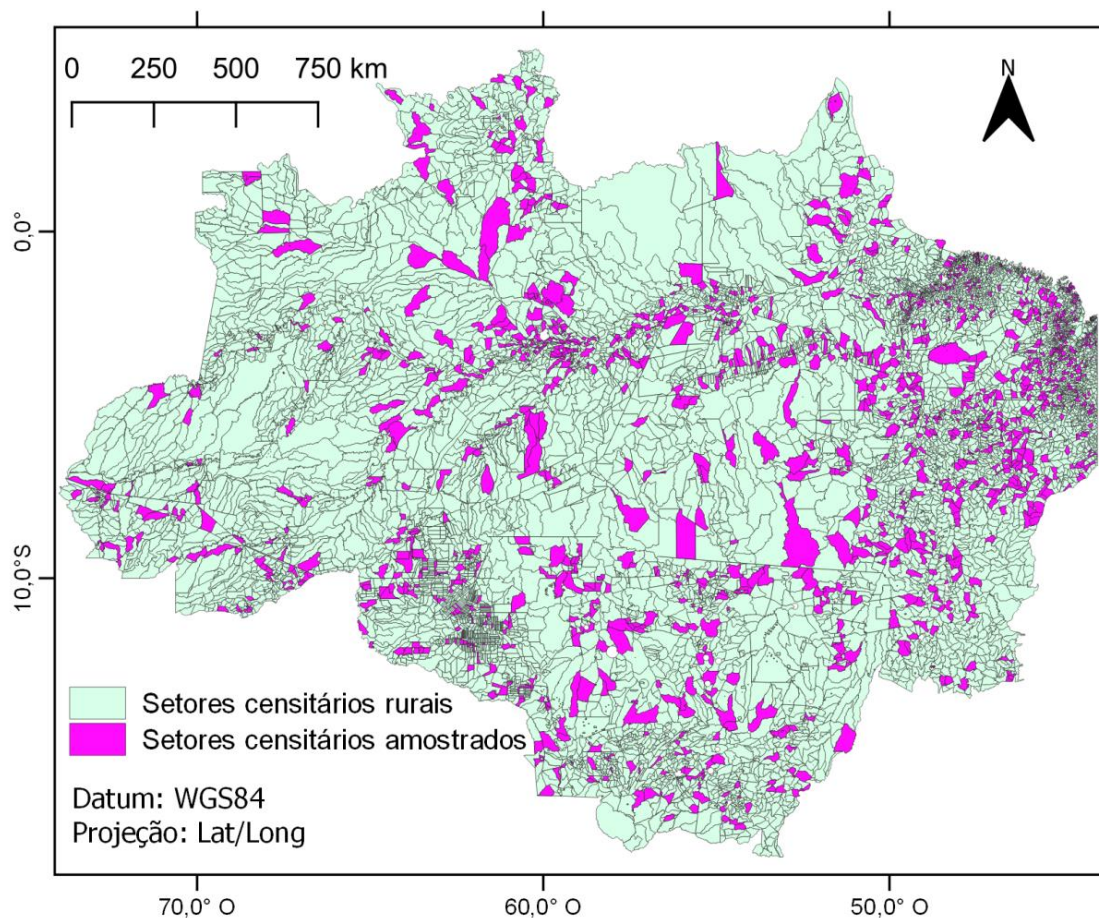 0 250 500 750 km
N
0,0°
10,0°S
Setores censitários rurais
Setores censitários amostrados
Datum: WGS84
Projeção: Lat/Long
70,0° O 60,0° O 50,0° O